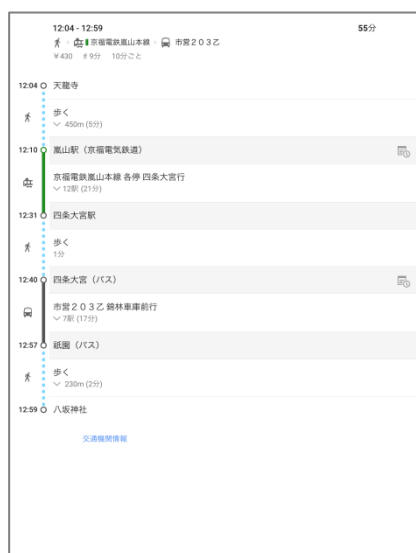 12:04 - 12:59
55分
京福電鉄嵐山本線 · 市営203乙
¥430 9分 10分ごと
12:04 天龍寺
歩く
450m (5分)
12:10 嵐山駅（京福電気鉄道）
京福電鉄嵐山本線 各停 四条大宮行
12駅 (21分)
12:31 四条大宮駅
歩く
1分
12:40 四条大宮（バス）
市営203乙 錦林車庫前行
7駅 (17分)
12:57 祇園（バス）
歩く
230m (2分)
12:59 八坂神社
交通機関情報